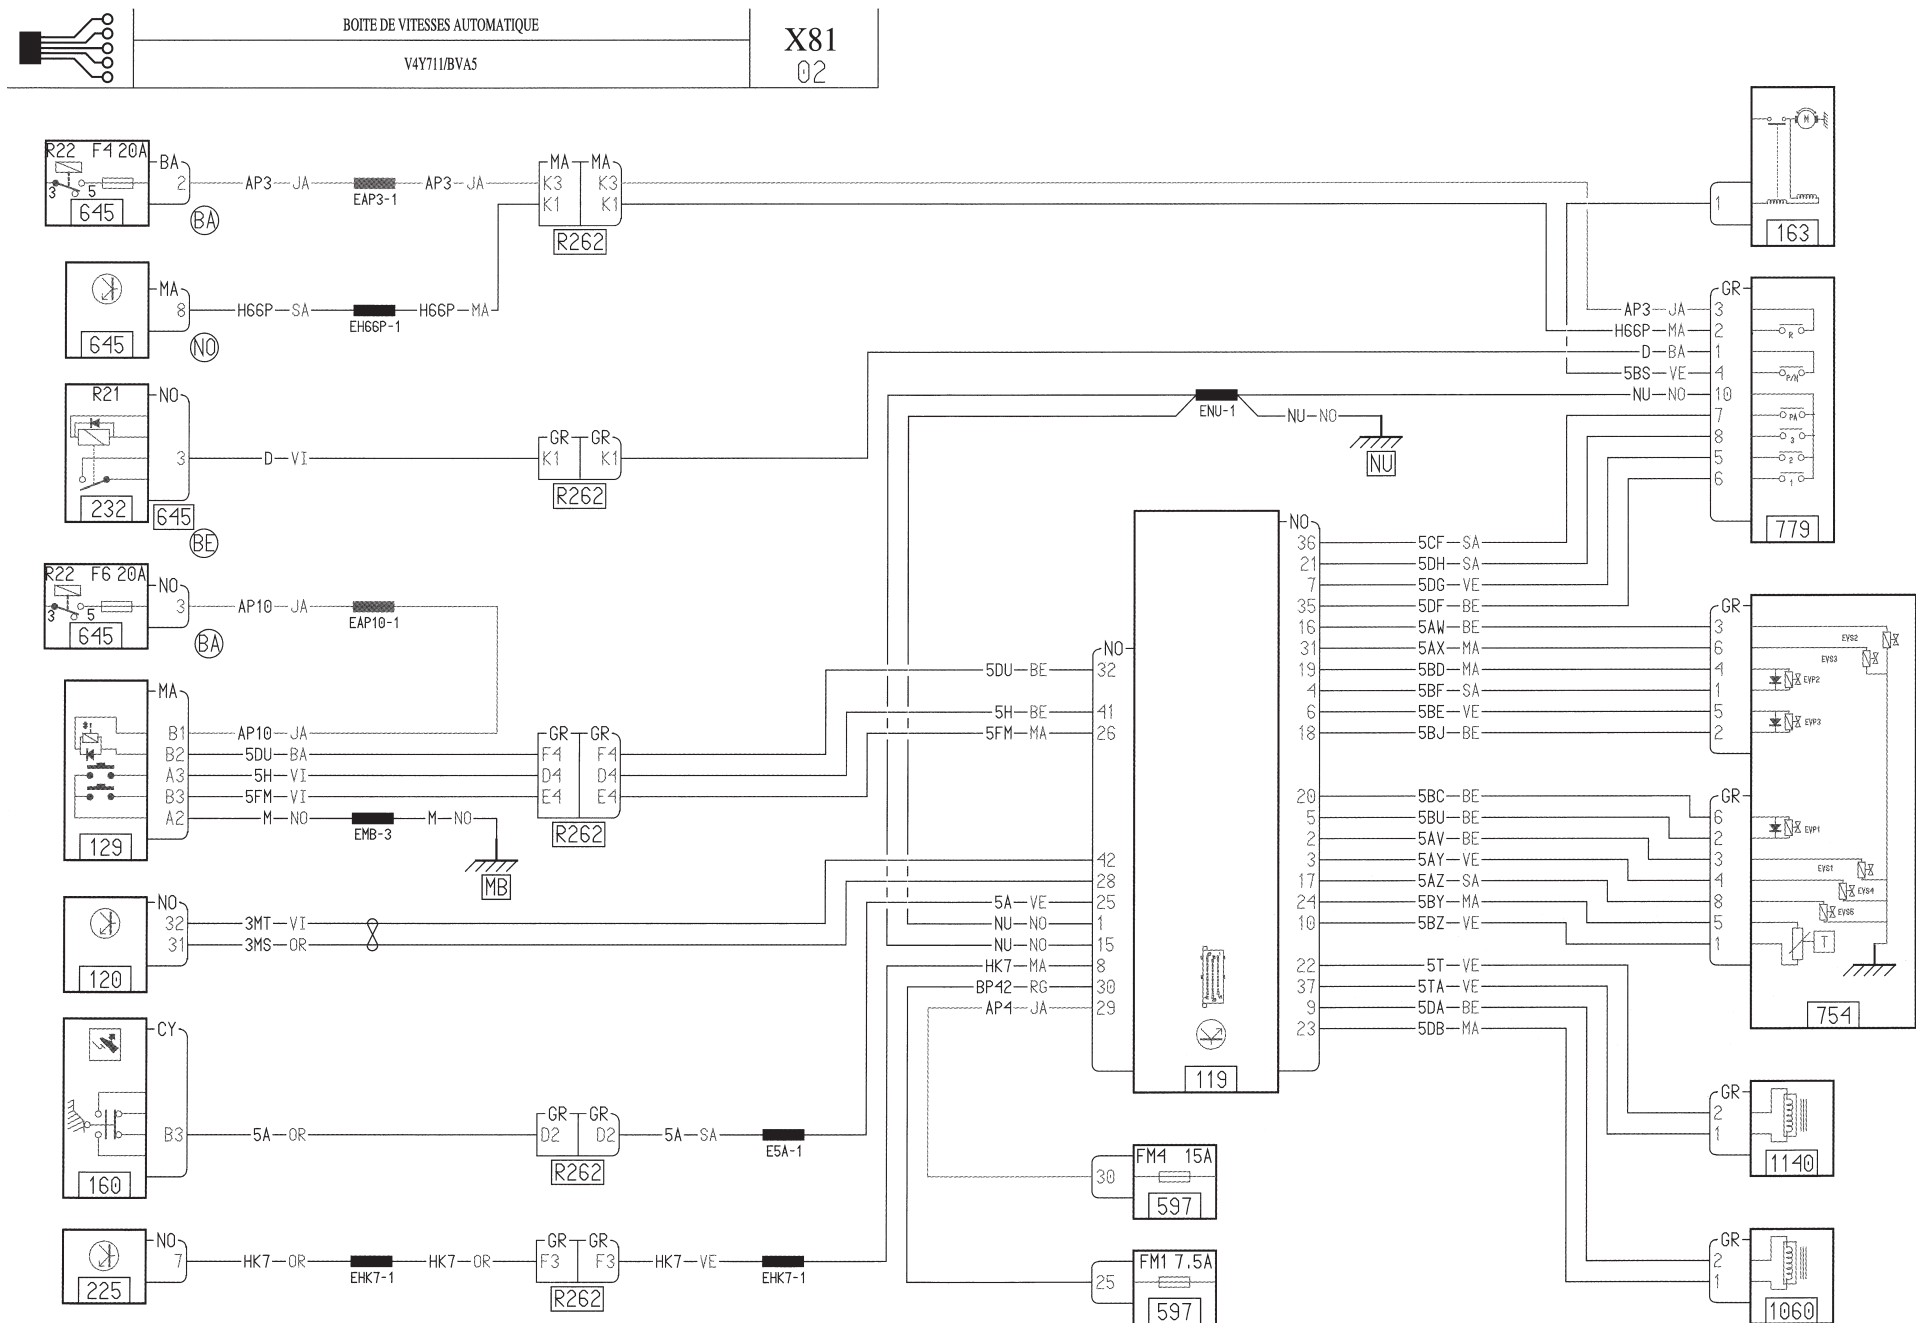 BOITE DE VITESSES AUTOMATIQUE
V4Y711/BVA5
X81
02
R22 F4 20A
3 5
645
BA
2
BA
AP3 JA
EAP3-1
AP3 JA
MA MA
K3 K3
K1 K1
R262
645
MA
8
NO
H66P SA
EH66P-1
H66P MA
R21
232
NO
3
645
BE
D VI
GR GR
K1 K1
R262
R22 F6 20A
3 5
645
NO
3
BA
AP10 JA
EAP10-1
129
MA
B1 AP10 JA
B2 5DU BA
A3 5H VI
B3 5FM VI
A2 M NO
EMB-3
M NO
MB
GR GR
F4 F4
D4 D4
E4 E4
R262
120
NO
32 3MT VI
31 3MS OR
160
CY
B3 5A OR
GR GR
D2 D2
R262
5A SA
E5A-1
225
NO
7 HK7 OR
EHK7-1
HK7 OR
GR GR
F3 F3
R262
HK7 VE
EHK7-1
ENU-1
NU NO
NU
NO
5DU BE 32
5H BE 41
5FM MA 26
42
28
5A VE 25
NU NO 1
NU NO 15
HK7 MA 8
BP42 RG 30
AP4 JA 29
119
30
FM4 15A
597
25
FM1 7.5A
597
NO
36 5CF SA
21 5DH SA
7 5DG VE
35 5DF BE
16 5AW BE
31 5AX MA
19 5BD MA
4 5BF SA
6 5BE VE
18 5BJ BE
20 5BC BE
5 5BU BE
2 5AV BE
3 5AY VE
17 5AZ SA
24 5BY MA
10 5BZ VE
22 5T VE
37 5TA VE
9 5DA BE
23 5DB MA
1
M
163
GR
AP3 JA 3
H66P MA 2
D BA 1
5BS VE 4
NU NO 10
7
8
5
6
R
P/N
PA
3
2
1
779
GR
3
6
4
1
5
2
EVS2
EVS3
EVP2
EVP3
GR
6
2
3
4
8
5
1
EVP1
EVS1
EVS4
T
754
GR
2
1
1140
GR
2
1
1060